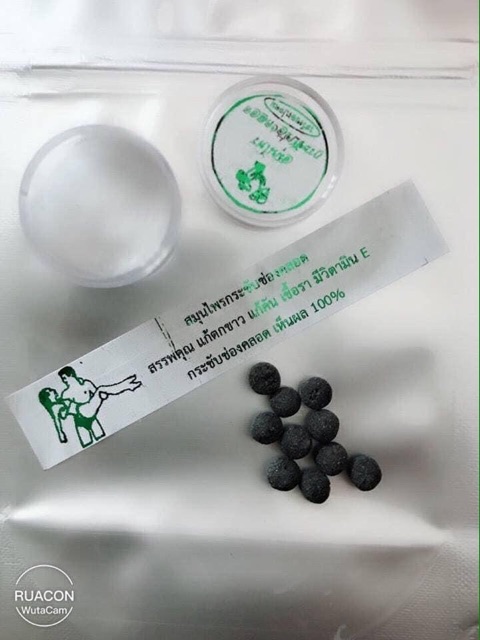 สมุนไพรกระชับช่องคลอด
สรรพคุณ แก้ตกขาว แก้คัน เชื้อรา มีวิตามิน E
กระชับช่องคลอด เห็นผล 100%
RUACON
WutaCam